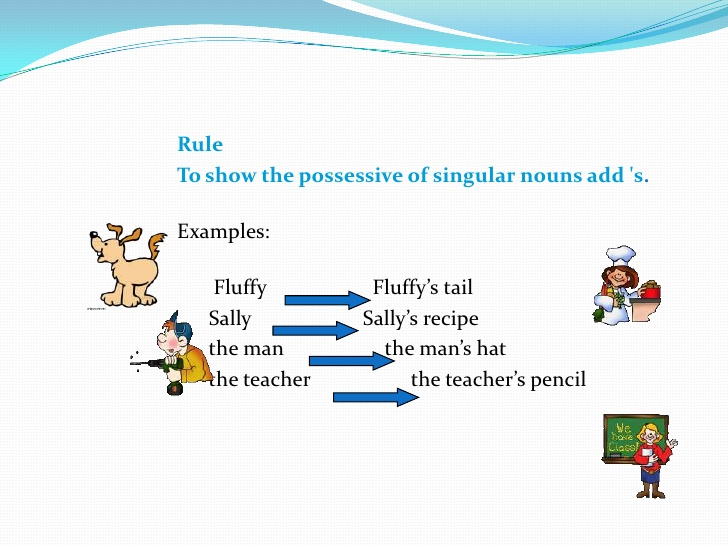 Rule
To show the possessive of singular nouns add 's.
Examples:
Fluffy Fluffy’s tail
Sally Sally’s recipe
the man the man’s hat
the teacher the teacher’s pencil
We
have
Class!